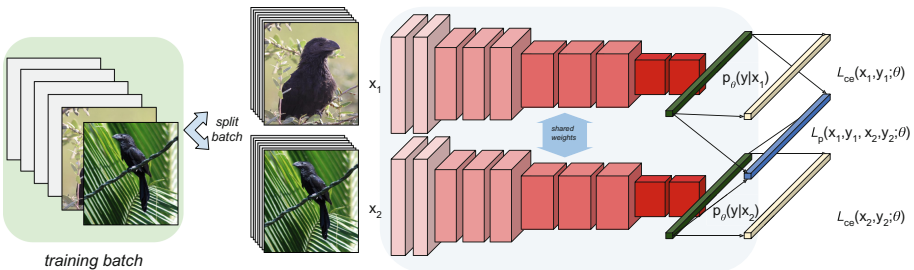 training batch
split
batch
x₁
x₂
shared
weights
pθ(y|x₁)
pθ(y|x₂)
Lce(x₁,y₁;θ)
Lp(x₁,y₁, x₂,y₂;θ)
Lce(x₂,y₂;θ)